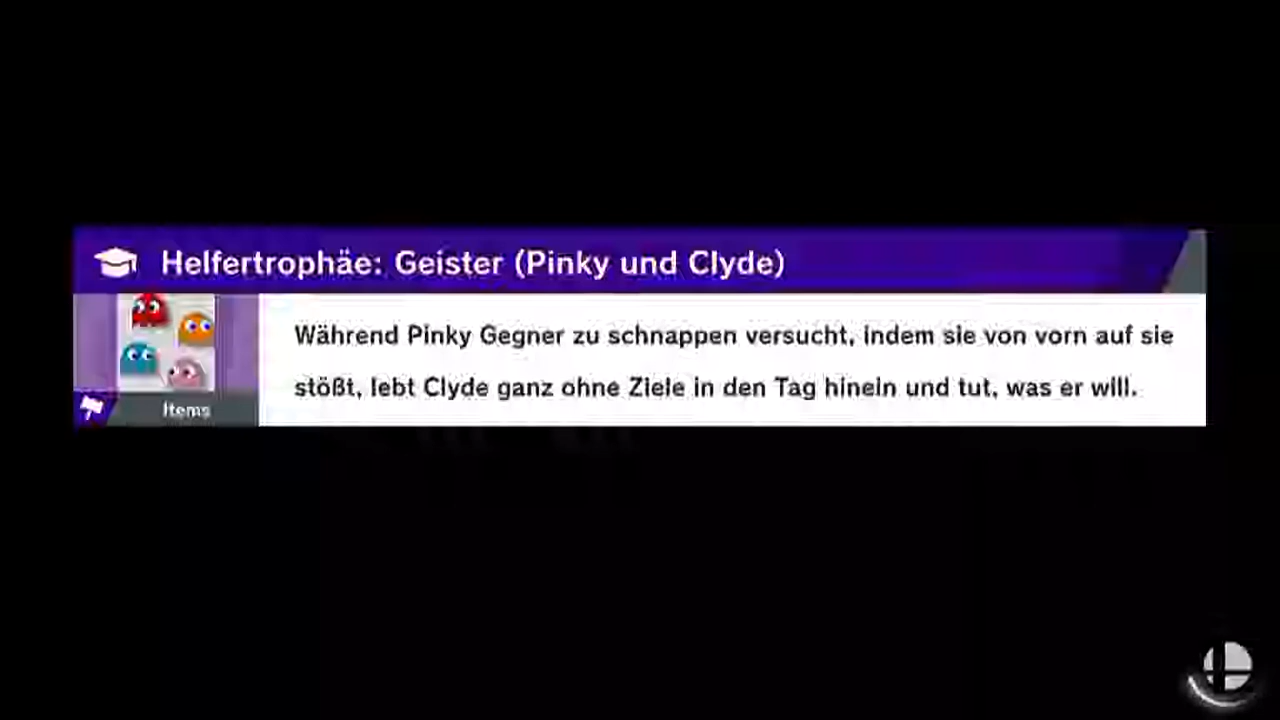 Helfertrophäe: Geister (Pinky und Clyde)
Während Pinky Gegner zu schnappen versucht, indem sie von vorn auf sie
stößt, lebt Clyde ganz ohne Ziele in den Tag hinein und tut, was er will.
Items